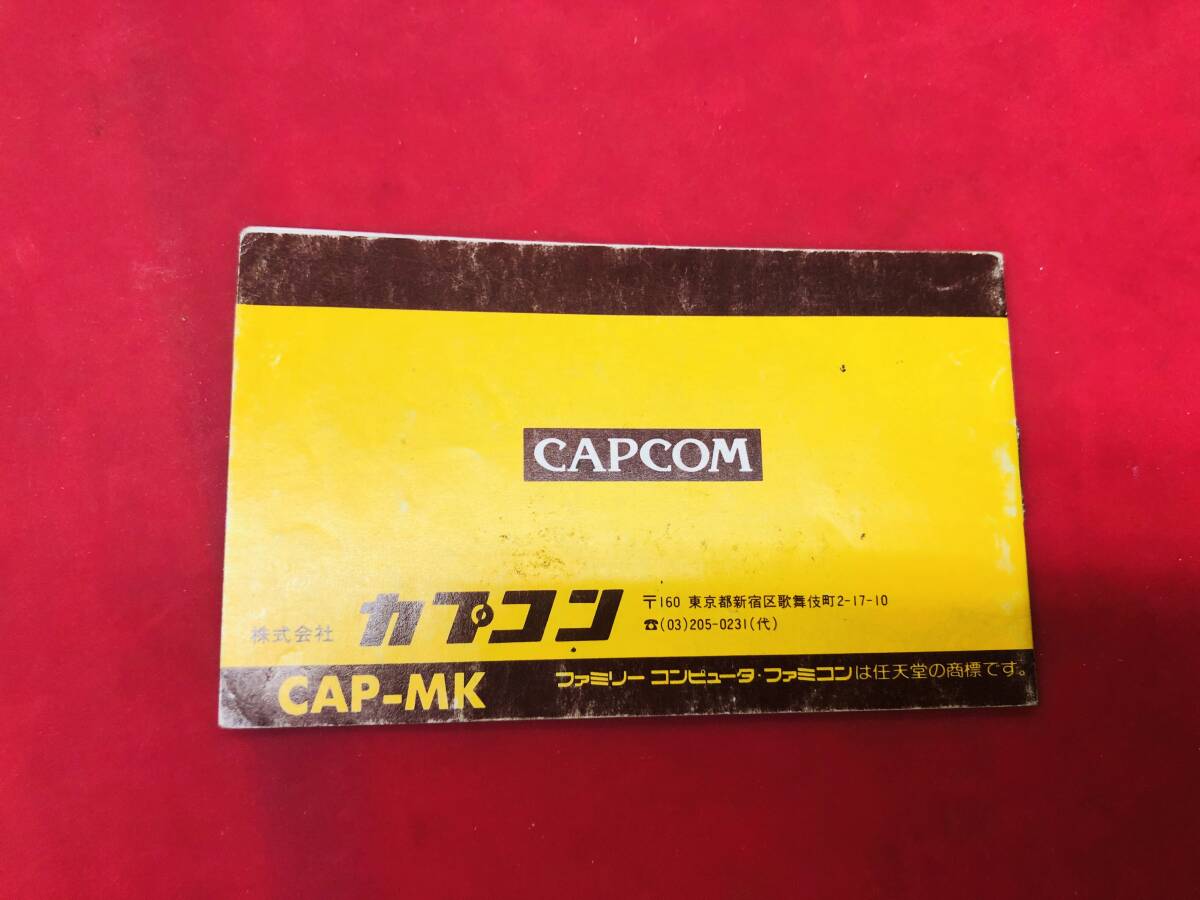 CAPCOM
株式会社 カプコン
〒160 東京都新宿区歌舞伎町2-17-10
☎(03)205-0231(代)
CAP-MK
ファミリー コンピュータ・ファミコンは任天堂の商標です。